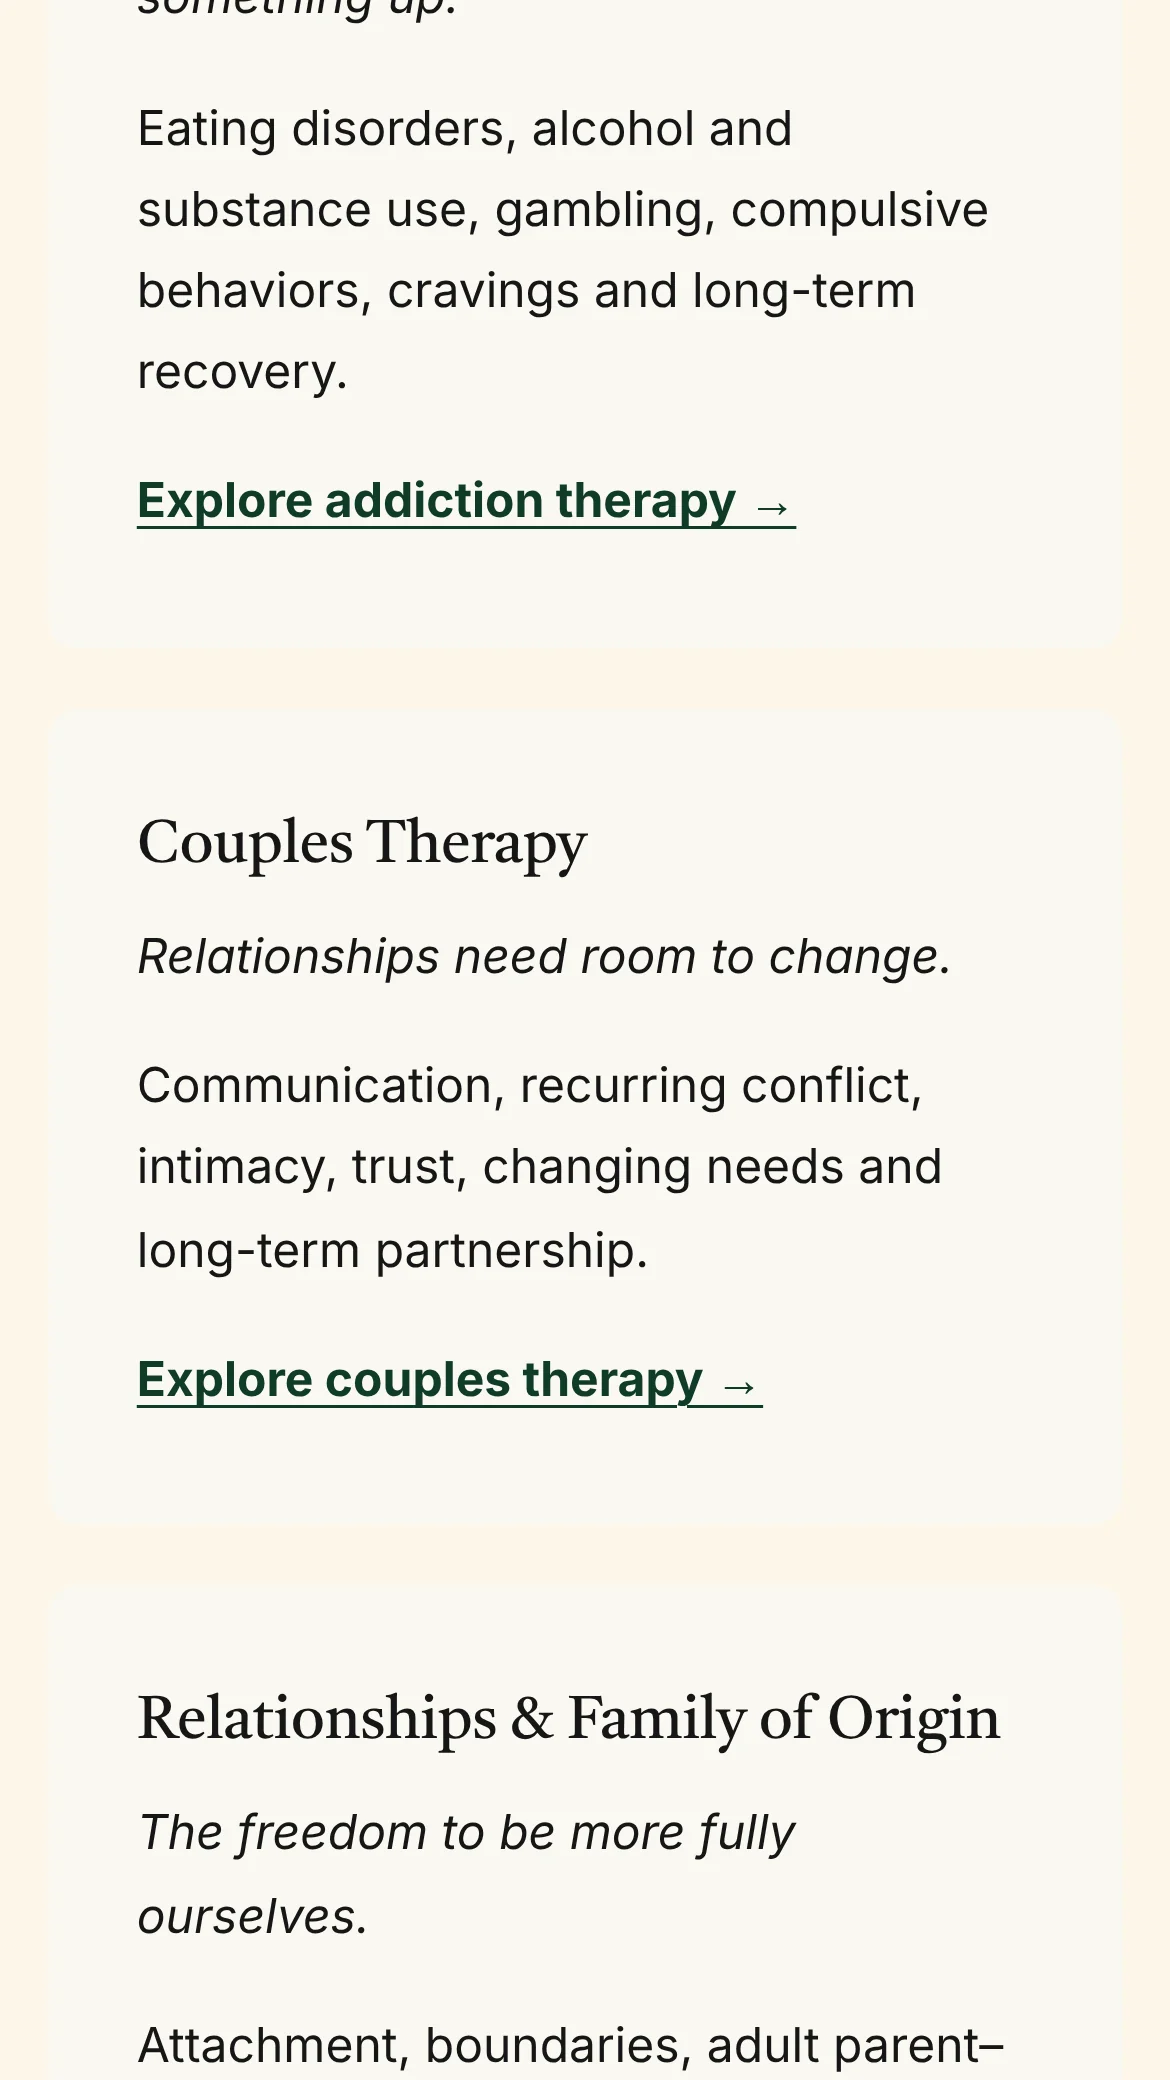 something up.
Eating disorders, alcohol and
substance use, gambling, compulsive
behaviors, cravings and long-term
recovery.
Explore addiction therapy →
Couples Therapy
Relationships need room to change.
Communication, recurring conflict,
intimacy, trust, changing needs and
long-term partnership.
Explore couples therapy →
Relationships & Family of Origin
The freedom to be more fully
ourselves.
Attachment, boundaries, adult parent–